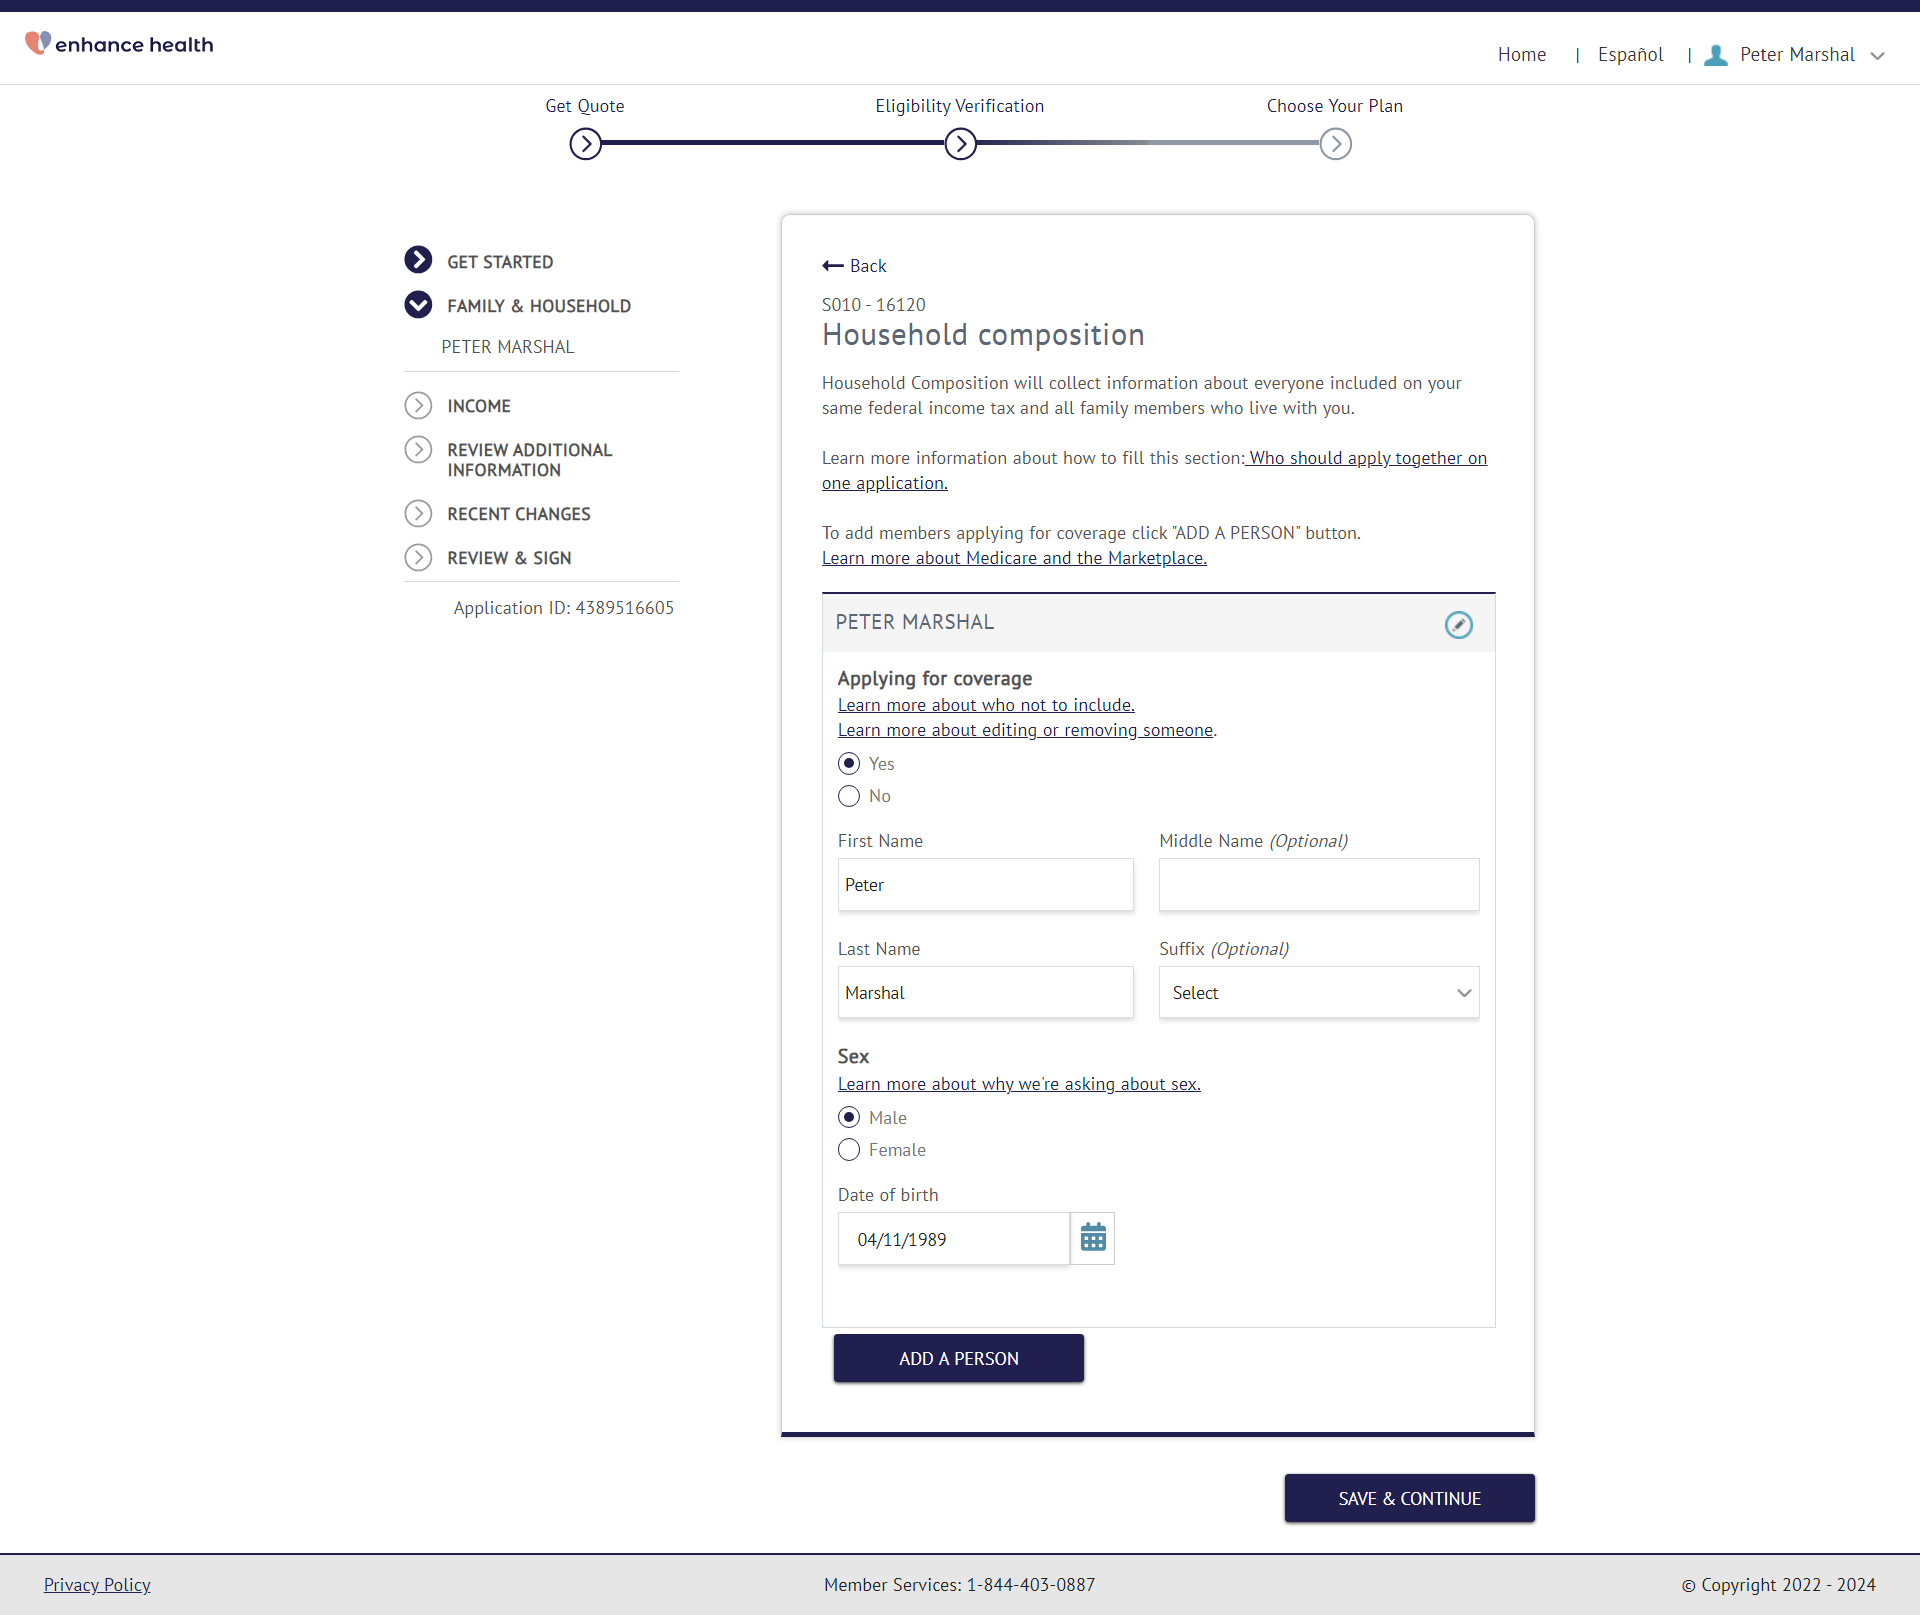 enhance health
Home | Español | Peter Marshal
Get Quote
Eligibility Verification
Choose Your Plan
GET STARTED
FAMILY & HOUSEHOLD
PETER MARSHAL
INCOME
REVIEW ADDITIONAL
INFORMATION
RECENT CHANGES
REVIEW & SIGN
Application ID: 4389516605
Back
S010 - 16120
Household composition
Household Composition will collect information about everyone included on your
same federal income tax and all family members who live with you.
Learn more information about how to fill this section: Who should apply together on
one application.
To add members applying for coverage click "ADD A PERSON" button.
Learn more about Medicare and the Marketplace.
PETER MARSHAL
Applying for coverage
Learn more about who not to include.
Learn more about editing or removing someone.
Yes
No
First Name
Middle Name (Optional)
Peter
Last Name
Suffix (Optional)
Marshal
Select
Sex
Learn more about why we're asking about sex.
Male
Female
Date of birth
04/11/1989
ADD A PERSON
SAVE & CONTINUE
Privacy Policy
Member Services: 1-844-403-0887
© Copyright 2022 - 2024